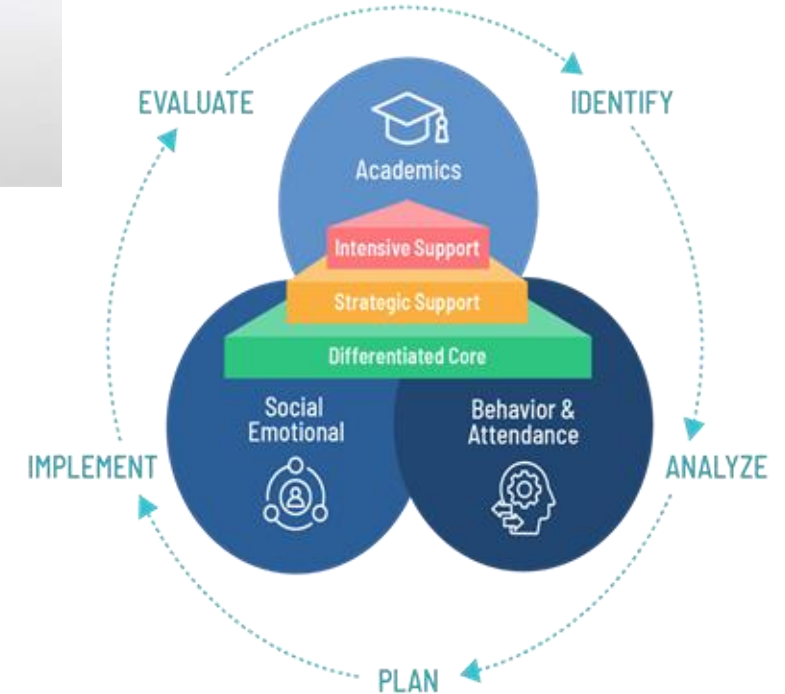 EVALUATE
IDENTIFY
Academics
Intensive Support
Strategic Support
Differentiated Core
Social
Emotional
Behavior &
Attendance
IMPLEMENT
ANALYZE
PLAN